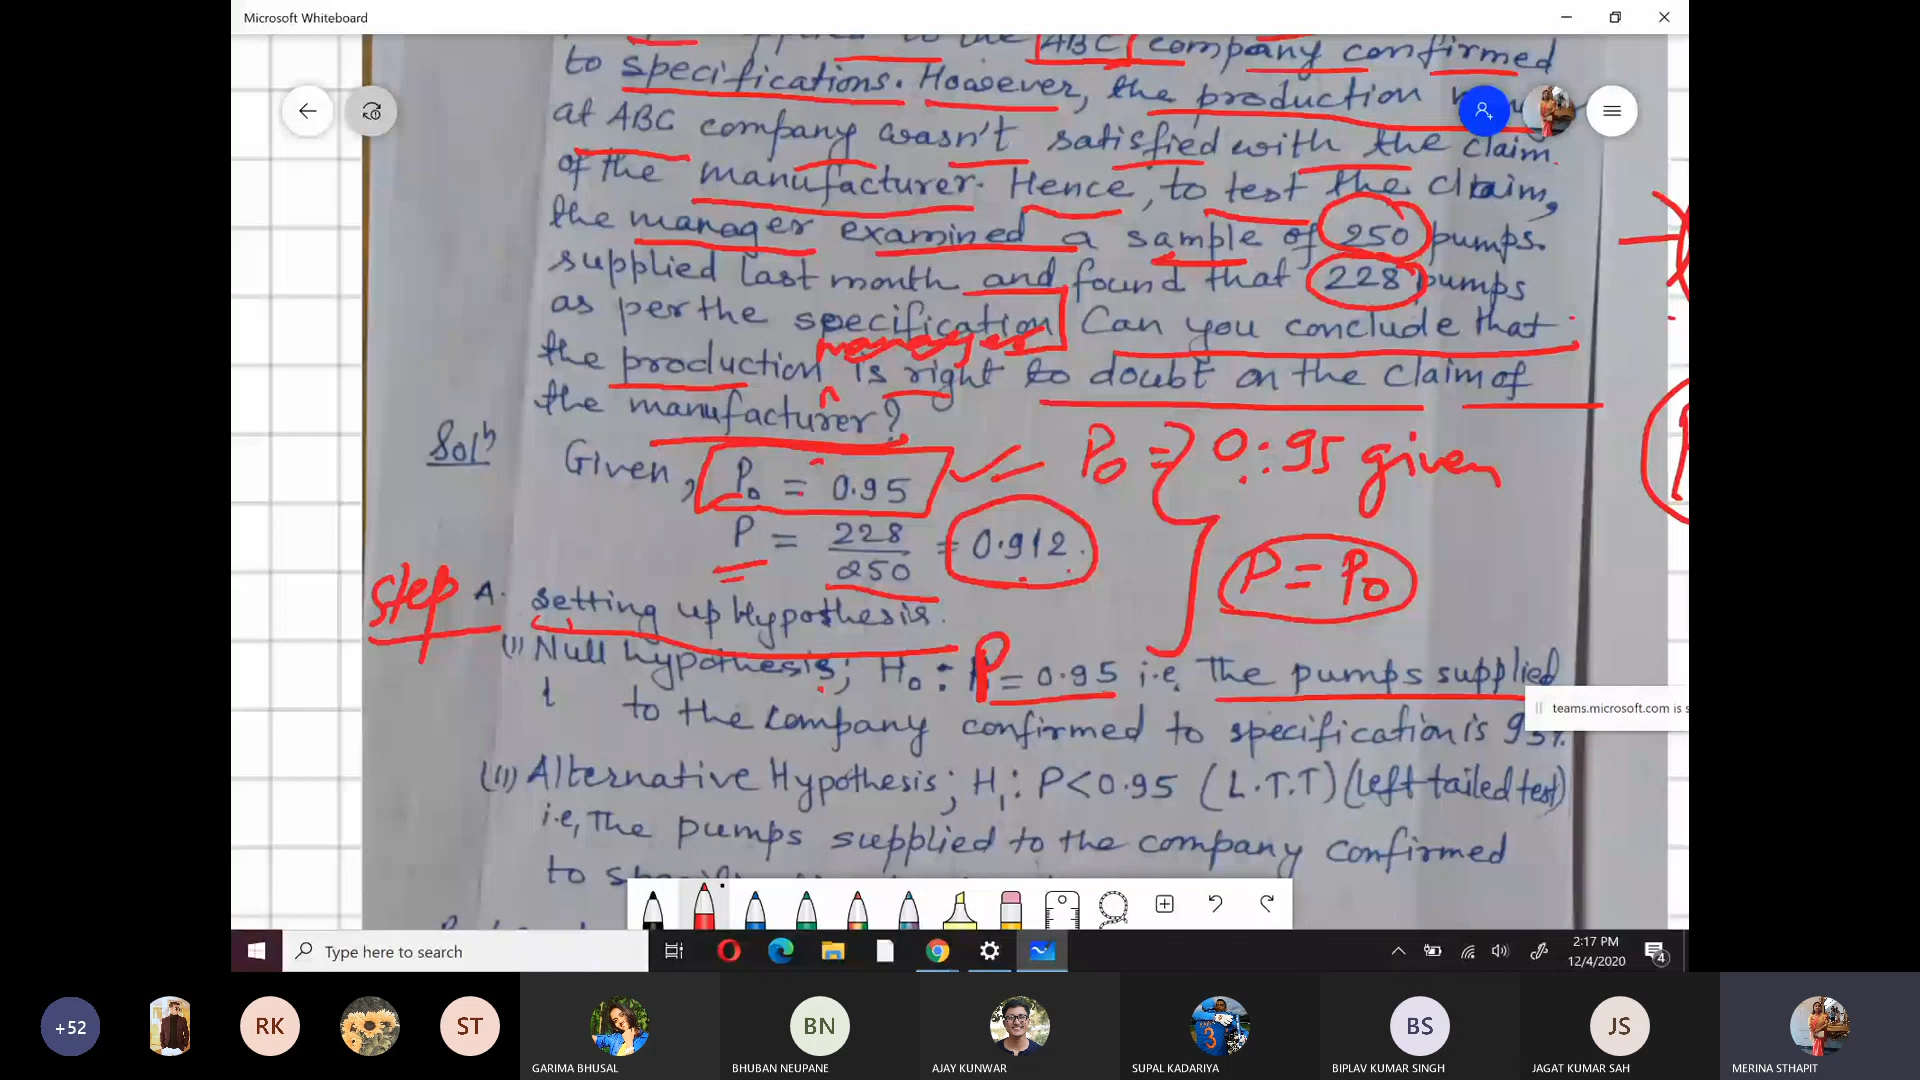 Microsoft Whiteboard
to the ABC company confirmed
to specifications. However, the production
at ABC company wasn't satisfied with the claim
of the manufacturer. Hence, to test the claim,
the manager examined a sample of 250 pumps.
supplied last month and found that 228 pumps
as per the specification Can you conclude that
manager
the production is right to doubt on the claim of
the manufacturer?
Solⁿ
Given, P₀ = 0.95
P₀ = 0.95 given
P = 228/250 = 0.912
P = P₀
Step A. setting up Hypothesis.
(i) Null hypothesis; H₀: P = 0.95 i.e. The pumps supplied
to the company confirmed to specification is 95%.
(ii) Alternative Hypothesis; H₁: P<0.95 (L.T.T) (left tailed test)
i.e, The pumps supplied to the company confirmed
to
teams.microsoft.com is s
Type here to search
2:17 PM
12/4/2020
4
+52
RK
ST
BN
BS
JS
GARIMA BHUSAL
BHUBAN NEUPANE
AJAY KUNWAR
SUPAL KADARIYA
BIPLAV KUMAR SINGH
JAGAT KUMAR SAH
MERINA STHAPIT